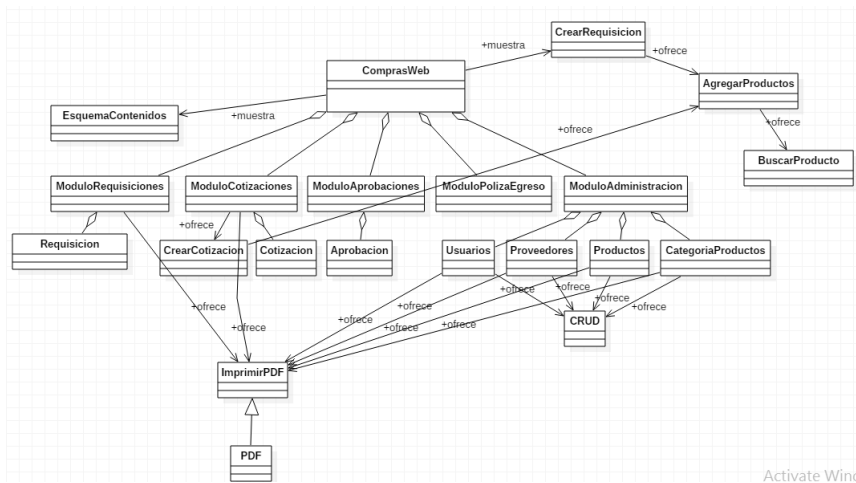 CrearRequisicion
+muestra
+ofrece
ComprasWeb
AgregarProductos
EsquemaContenidos
+muestra
+ofrece
+ofrece
BuscarProducto
ModuloRequisiciones
ModuloCotizaciones
ModuloAprobaciones
ModuloPolizaEgreso
ModuloAdministracion
+ofrece
Requisicion
CrearCotizacion
Cotizacion
Aprobacion
Usuarios
Proveedores
Productos
CategoriaProductos
+ofrece
+ofrece
+ofrece
+ofrece
+ofrece
+ofrece
+ofrece
+ofrece
+ofrece
+ofrece
CRUD
ImprimirPDF
PDF
Activate Wind